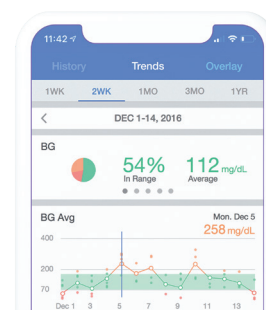 11:42
History Trends Overlay
1WK 2WK 1MO 3MO 1YR
< DEC 1-14, 2016
BG
54% 112 mg/dL
In Range Average
BG Avg Mon. Dec 5
258 mg/dL
400
200
70
Dec 1 3 5 7 9 11 13